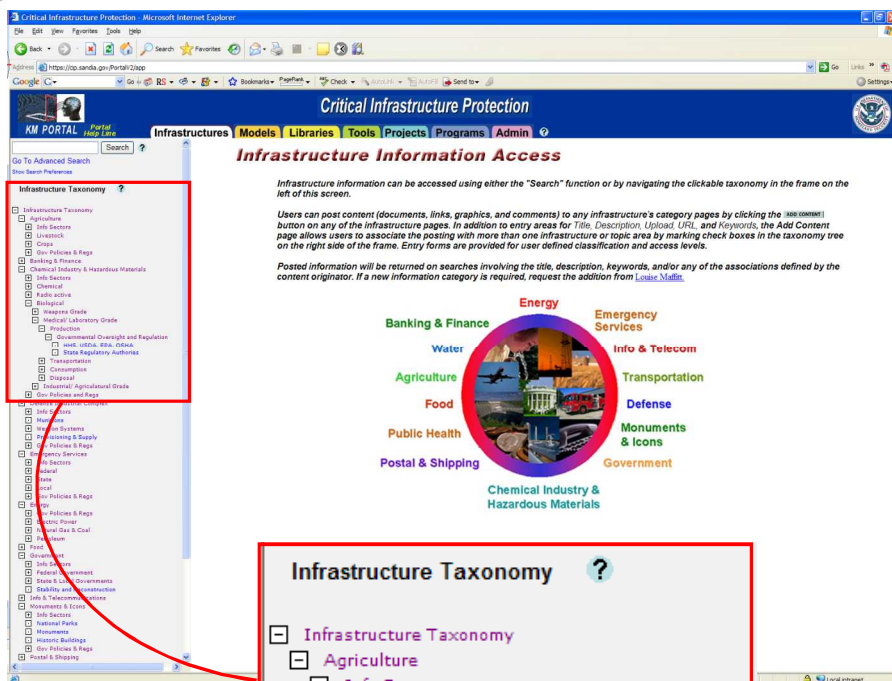 Critical Infrastructure Protection - Microsoft Internet Explorer
File Edit View Favorites Tools Help
Back Search Favorites
Address https://cip.sandia.gov/PortalV2/app Go Links
Google G Go RS Bookmarks PageRank Check AutoLink AutoFill Send to Settings
Critical Infrastructure Protection
KM PORTAL Portal Help Line
Infrastructures Models Libraries Tools Projects Programs Admin ?
Search ?
Go To Advanced Search
Show Search Preferences
Infrastructure Taxonomy ?
Infrastructure Taxonomy
Agriculture
Info Sectors
Livestock
Crops
Gov Policies & Regs
Banking & Finance
Chemical Industry & Hazardous Materials
Info Sectors
Chemical
Radio active
Biological
Weapons Grade
Medical/ Laboratory Grade
Production
Governmental Oversight and Regulation
HHS, USDA, EPA, OSHA
State Regulatory Authories
Transportation
Consumption
Disposal
Industrial/ Agriculatural Grade
Gov Policies and Regs
Defense Industrial Complex
Info Sectors
Munitions
Weapon Systems
Provisioning & Supply
Gov Policies & Regs
Emergency Services
Info Sectors
Federal
State
Local
Gov Policies & Regs
Energy
Gov Policies & Regs
Electric Power
Natural Gas & Coal
Petroleum
Food
Government
Info Sectors
Federal Government
State & Local Governments
Stability and Reconstruction
Info & Telecommunications
Monuments & Icons
Info Sectors
National Parks
Monuments
Historic Buildings
Gov Policies & Regs
Postal & Shipping
Infrastructure Information Access
Infrastructure information can be accessed using either the "Search" function or by navigating the clickable taxonomy in the frame on the
left of this screen.
Users can post content (documents, links, graphics, and comments) to any infrastructure's category pages by clicking the ADD CONTENT
button on any of the infrastructure pages. In addition to entry areas for Title, Description, Upload, URL, and Keywords, the Add Content
page allows users to associate the posting with more than one infrastructure or topic area by marking check boxes in the taxonomy tree
on the right side of the frame. Entry forms are provided for user defined classification and access levels.
Posted information will be returned on searches involving the title, description, keywords, and/or any of the associations defined by the
content originator. If a new information category is required, request the addition from Louise Maffitt.
Energy
Banking & Finance
Emergency
Services
Water
Info & Telecom
Agriculture
Transportation
Food
Defense
Public Health
Monuments
& Icons
Postal & Shipping
Government
Chemical Industry &
Hazardous Materials
Infrastructure Taxonomy ?
Infrastructure Taxonomy
Agriculture
Local intranet